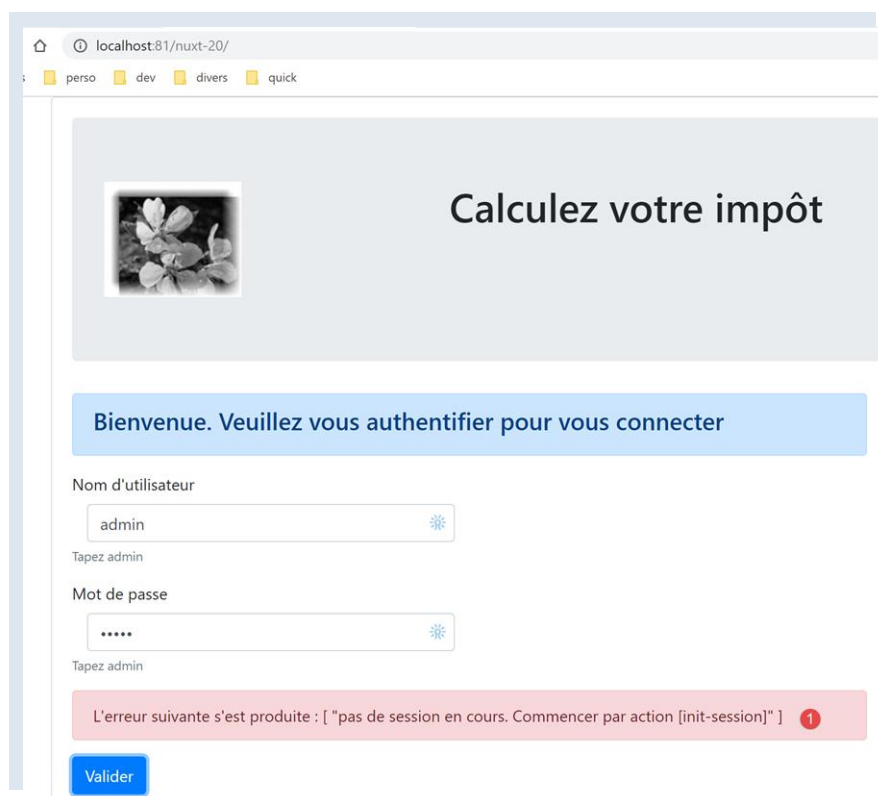 localhost:81/nuxt-20/
perso dev divers quick
Calculez votre impôt
Bienvenue. Veuillez vous authentifier pour vous connecter
Nom d'utilisateur
admin
Tapez admin
Mot de passe
•••••
Tapez admin
L'erreur suivante s'est produite : [ "pas de session en cours. Commencer par action [init-session]" ] 1
Valider